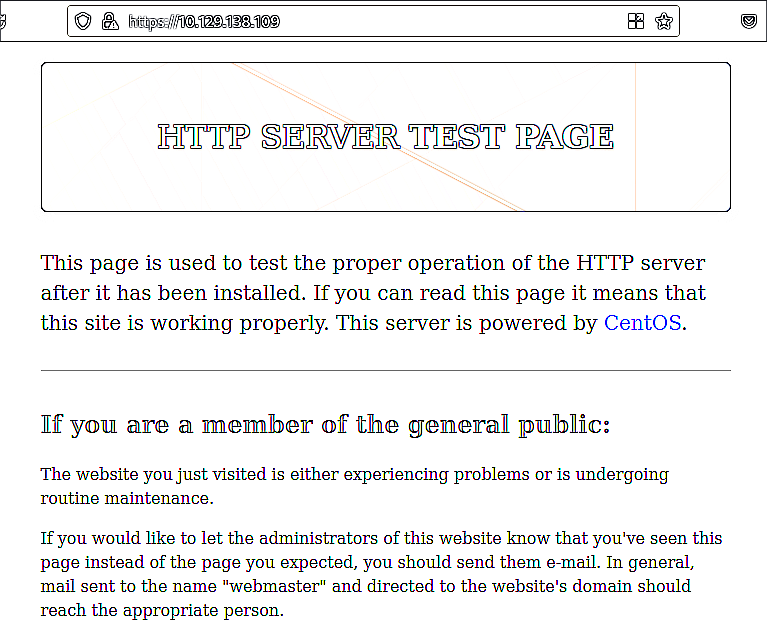 https://10.129.138.109
HTTP SERVER TEST PAGE
This page is used to test the proper operation of the HTTP server
after it has been installed. If you can read this page it means that
this site is working properly. This server is powered by CentOS.
If you are a member of the general public:
The website you just visited is either experiencing problems or is undergoing
routine maintenance.
If you would like to let the administrators of this website know that you've seen this
page instead of the page you expected, you should send them e-mail. In general,
mail sent to the name "webmaster" and directed to the website's domain should
reach the appropriate person.